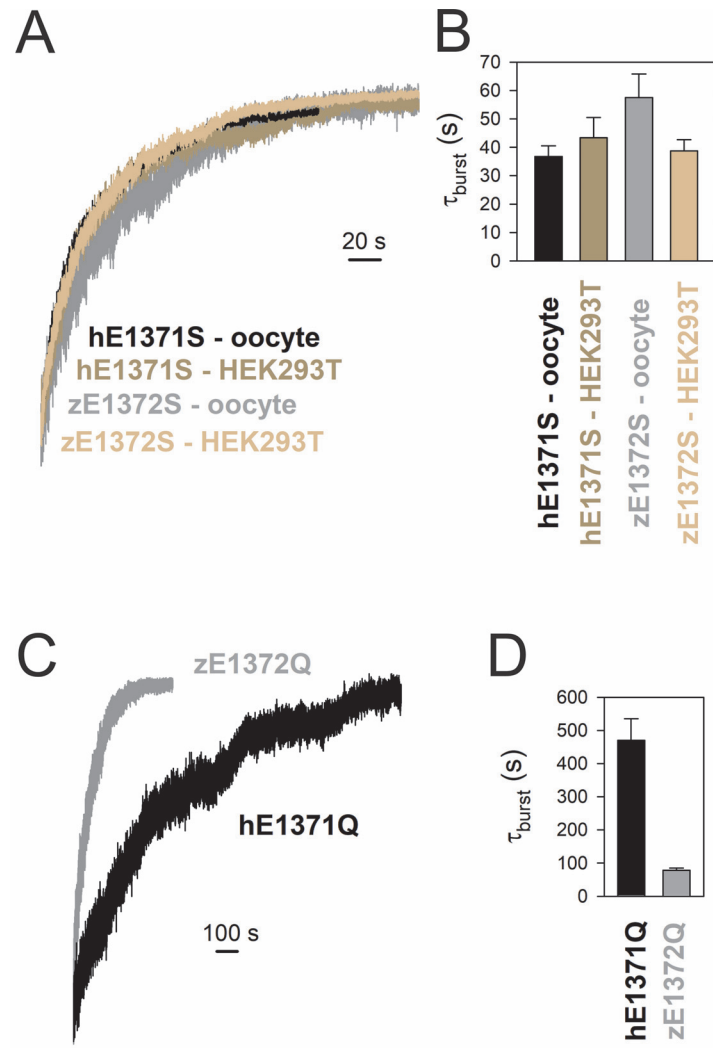 A
20 s
hE1371S - oocyte
hE1371S - HEK293T
zE1372S - oocyte
zE1372S - HEK293T
B
τburst (s)
70
60
50
40
30
20
10
0
hE1371S - oocyte
hE1371S - HEK293T
zE1372S - oocyte
zE1372S - HEK293T
C
zE1372Q
hE1371Q
100 s
D
τburst (s)
600
500
400
300
200
100
0
hE1371Q
zE1372Q